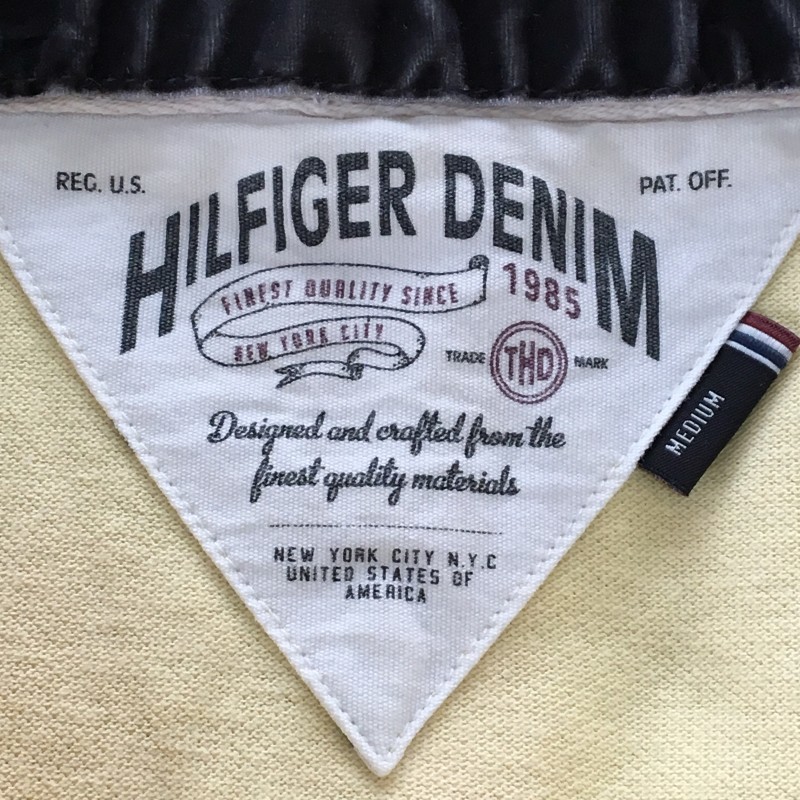 REG. U.S.
PAT. OFF.
HILFIGER DENIM
FINEST QUALITY SINCE
1985
NEW YORK CITY
TRADE
THD
MARK
Designed and crafted from the
finest quality materials
NEW YORK CITY N.Y.C
UNITED STATES OF
AMERICA
MEDIUM